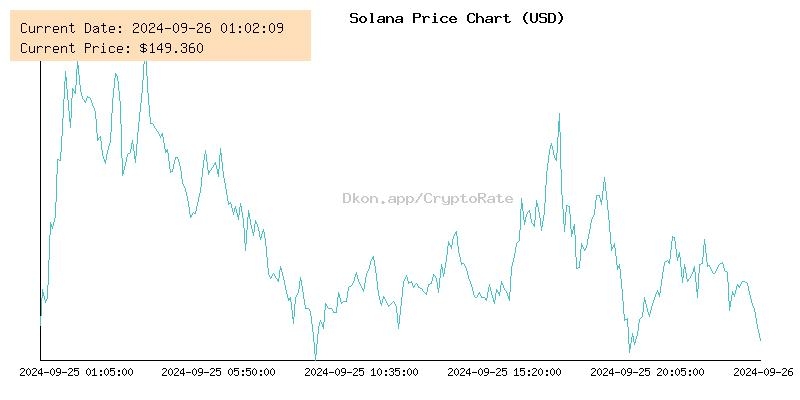 Solana Price Chart (USD)
Current Date: 2024-09-26 01:02:09
Current Price: $149.360
Dkon.app/CryptoRate
2024-09-25 01:05:00 2024-09-25 05:50:00 2024-09-25 10:35:00 2024-09-25 15:20:00 2024-09-25 20:05:00 2024-09-26